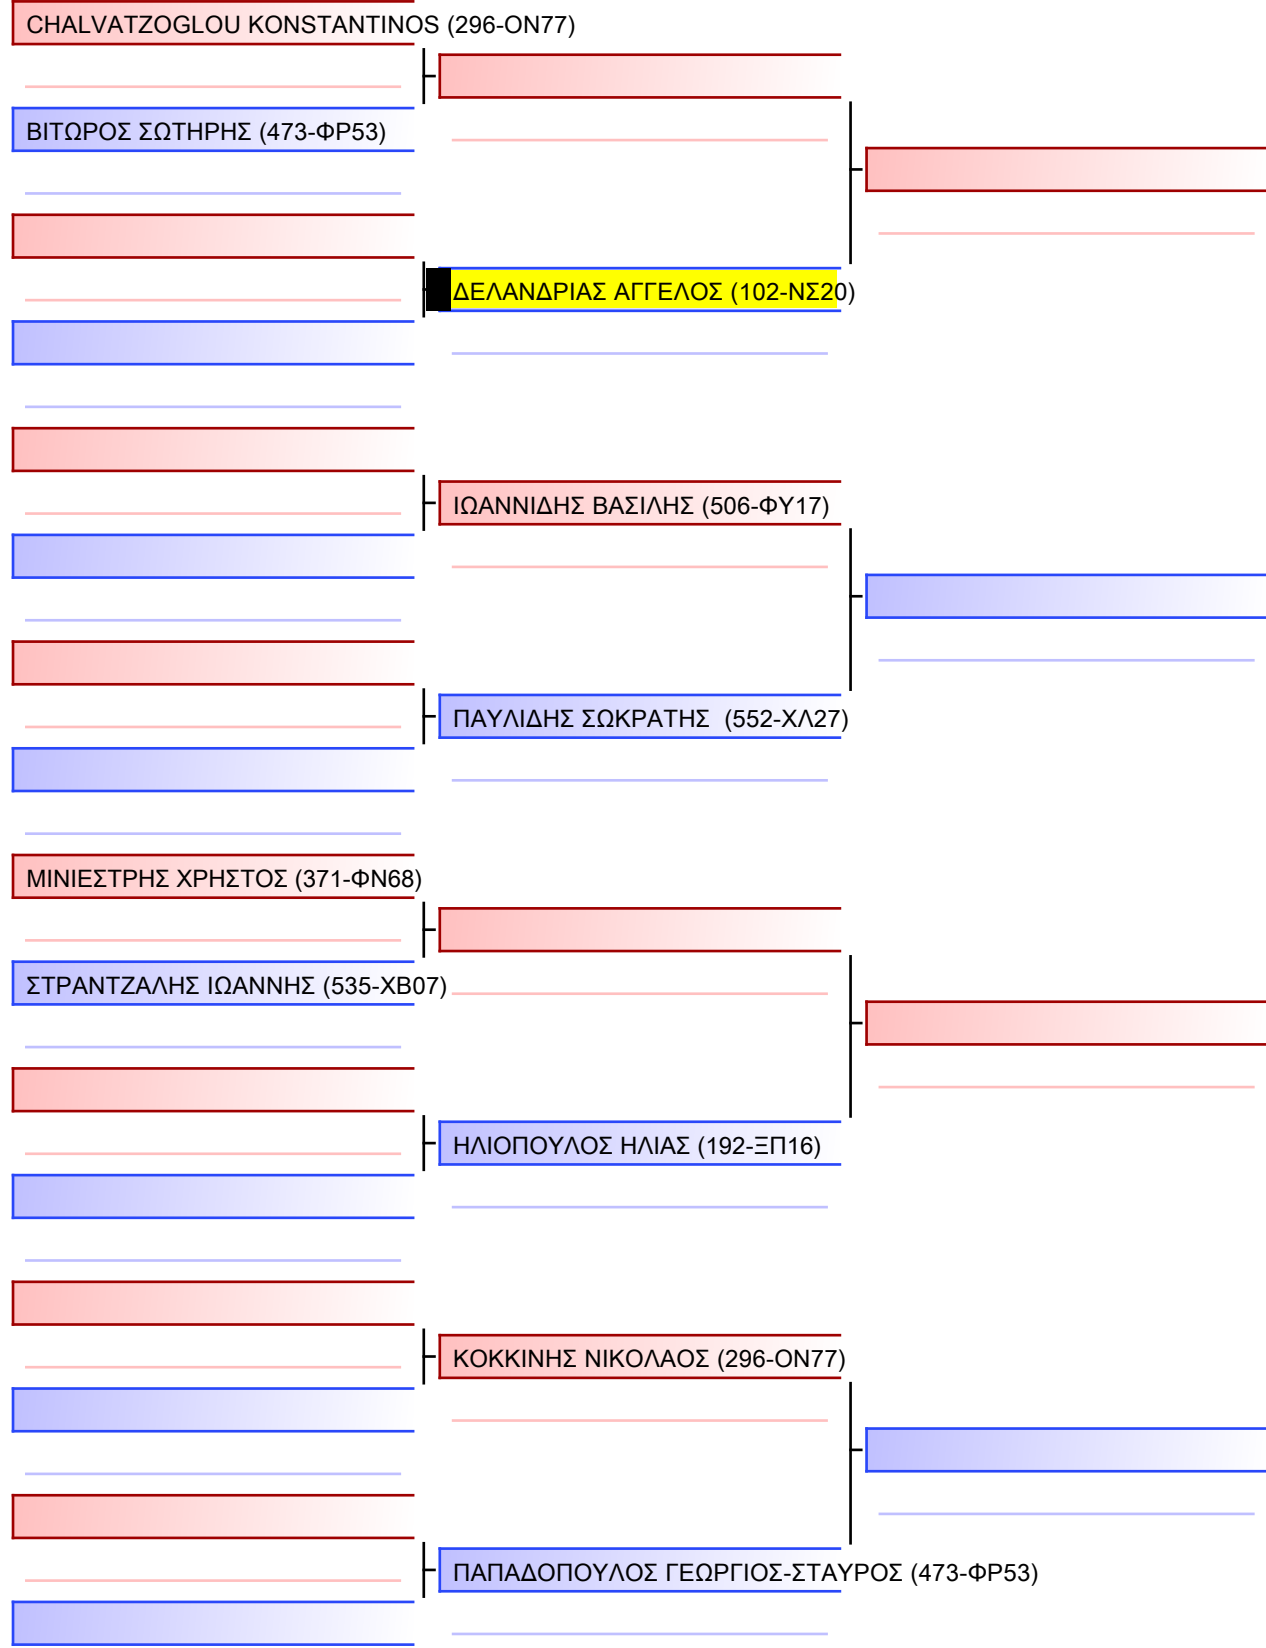 CHALVATZOGLOU KONSTANTINOS (296-ΟΝ77)
ΒΙΤΩΡΟΣ ΣΩΤΗΡΗΣ (473-ΦΡ53)
ΔΕΛΑΝΔΡΙΑΣ ΑΓΓΕΛΟΣ (102-ΝΣ20)
ΙΩΑΝΝΙΔΗΣ ΒΑΣΙΛΗΣ (506-ΦΥ17)
ΠΑΥΛΙΔΗΣ ΣΩΚΡΑΤΗΣ  (552-ΧΛ27)
ΜΙΝΙΕΣΤΡΗΣ ΧΡΗΣΤΟΣ (371-ΦΝ68)
ΣΤΡΑΝΤΖΑΛΗΣ ΙΩΑΝΝΗΣ (535-ΧΒ07)
ΗΛΙΟΠΟΥΛΟΣ ΗΛΙΑΣ (192-ΞΠ16)
ΚΟΚΚΙΝΗΣ ΝΙΚΟΛΑΟΣ (296-ΟΝ77)
ΠΑΠΑΔΟΠΟΥΛΟΣ ΓΕΩΡΓΙΟΣ-ΣΤΑΥΡΟΣ (473-ΦΡ53)